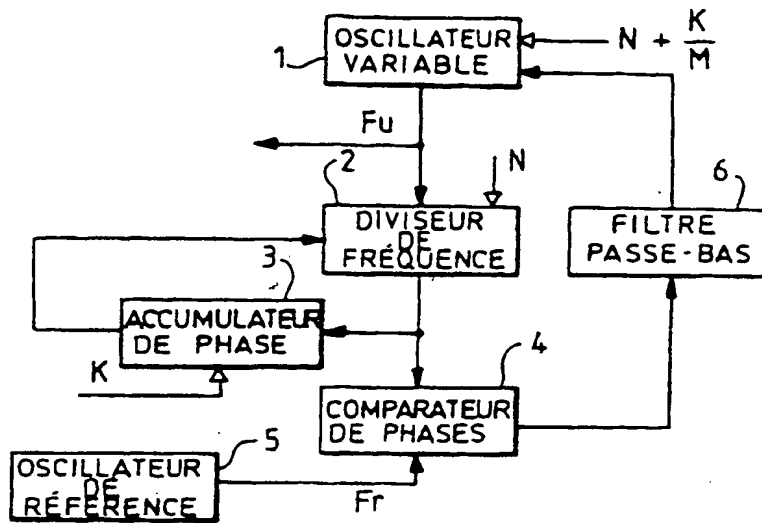 OSCILLATEUR
VARIABLE
1
N + K/M
Fu
2
N
6
DIVISEUR
DE
FRÉQUENCE
FILTRE
PASSE-BAS
3
ACCUMULATEUR
DE PHASE
K
4
COMPARATEUR
DE PHASES
5
OSCILLATEUR
DE
RÉFÉRENCE
Fr